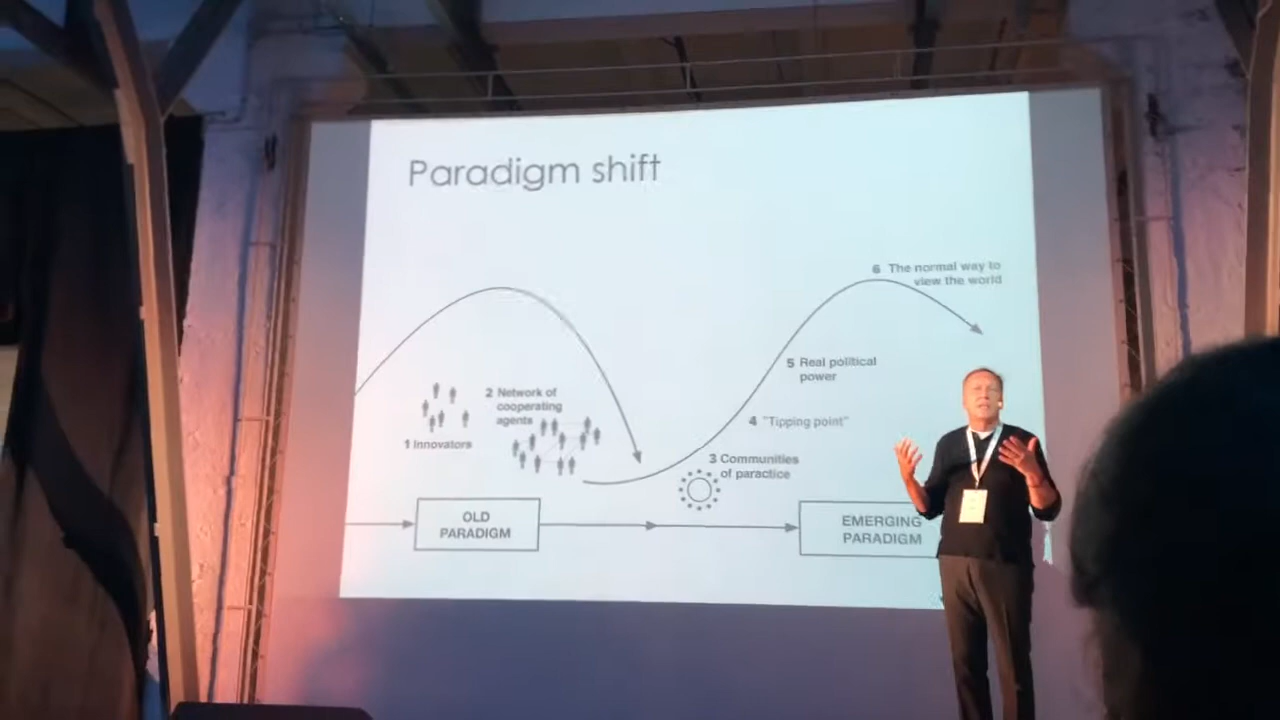 Paradigm shift
6 The normal way to
view the world
5 Real political
power
2 Network of
cooperating
agents
4 "Tipping point"
1 Innovators
3 Communities
of paractice
OLD
PARADIGM
EMERGING
PARADIGM